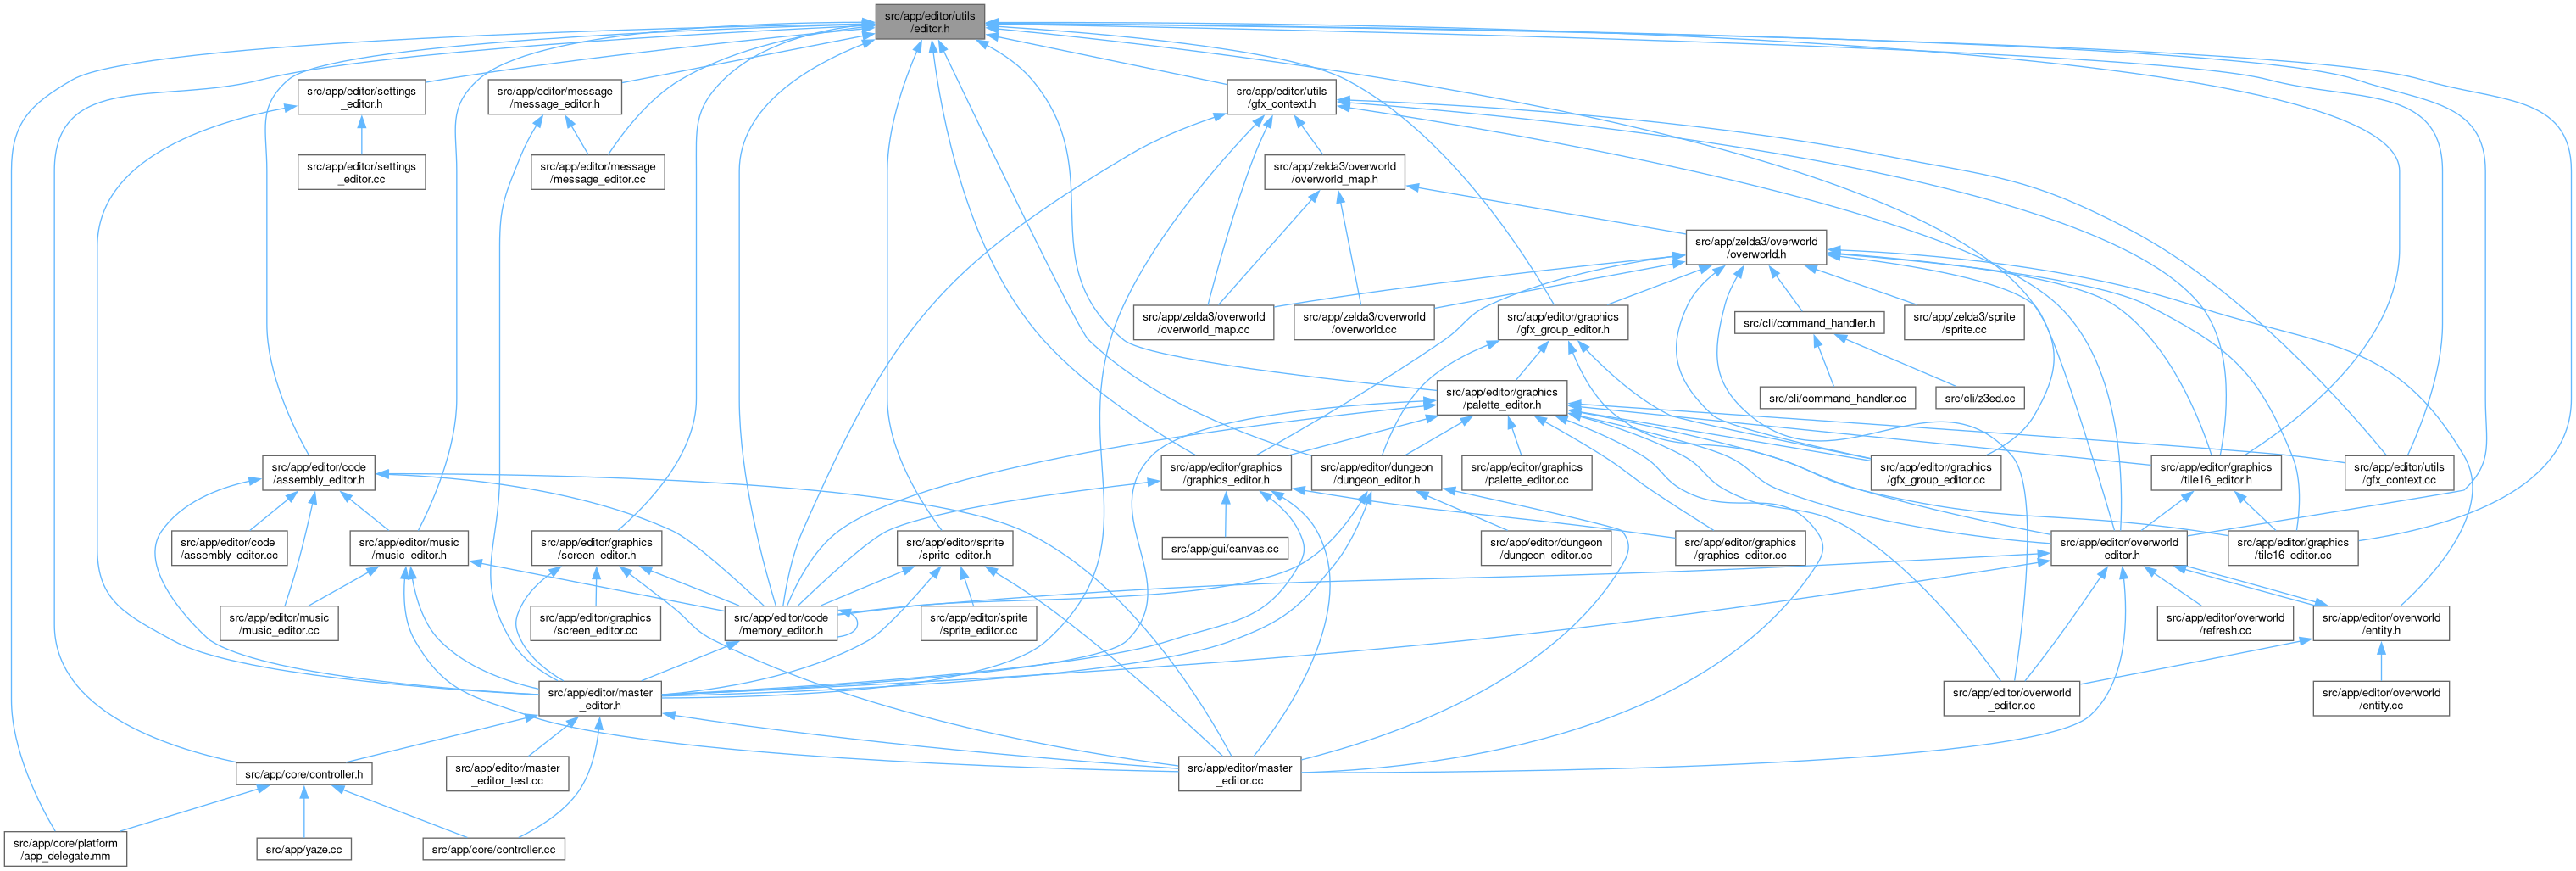 src/app/editor/utils
/editor.h
src/app/editor/settings
_editor.h
src/app/editor/message
/message_editor.h
src/app/editor/utils
/gfx_context.h
src/app/editor/settings
_editor.cc
src/app/editor/message
/message_editor.cc
src/app/zelda3/overworld
/overworld_map.h
src/app/zelda3/overworld
/overworld.h
src/app/zelda3/overworld
/overworld_map.cc
src/app/zelda3/overworld
/overworld.cc
src/app/editor/graphics
/gfx_group_editor.h
src/cli/command_handler.h
src/app/zelda3/sprite
/sprite.cc
src/app/editor/graphics
/palette_editor.h
src/cli/command_handler.cc
src/cli/z3ed.cc
src/app/editor/code
/assembly_editor.h
src/app/editor/graphics
/graphics_editor.h
src/app/editor/dungeon
/dungeon_editor.h
src/app/editor/graphics
/palette_editor.cc
src/app/editor/graphics
/gfx_group_editor.cc
src/app/editor/graphics
/tile16_editor.h
src/app/editor/utils
/gfx_context.cc
src/app/editor/code
/assembly_editor.cc
src/app/editor/music
/music_editor.h
src/app/editor/graphics
/screen_editor.h
src/app/editor/sprite
/sprite_editor.h
src/app/gui/canvas.cc
src/app/editor/dungeon
/dungeon_editor.cc
src/app/editor/graphics
/graphics_editor.cc
src/app/editor/overworld
_editor.h
src/app/editor/graphics
/tile16_editor.cc
src/app/editor/music
/music_editor.cc
src/app/editor/graphics
/screen_editor.cc
src/app/editor/code
/memory_editor.h
src/app/editor/sprite
/sprite_editor.cc
src/app/editor/overworld
/refresh.cc
src/app/editor/overworld
/entity.h
src/app/editor/master
_editor.h
src/app/editor/overworld
_editor.cc
src/app/editor/overworld
/entity.cc
src/app/core/controller.h
src/app/editor/master
_editor_test.cc
src/app/editor/master
_editor.cc
src/app/core/platform
/app_delegate.mm
src/app/yaze.cc
src/app/core/controller.cc